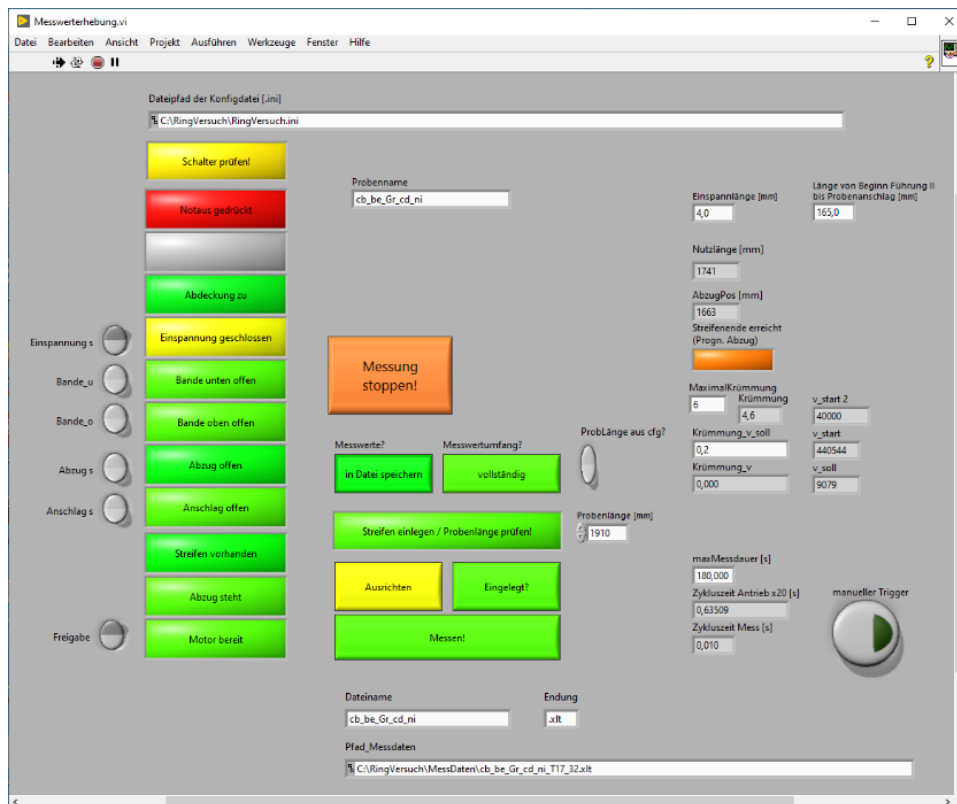 Messwerterhebung.vi
Datei Bearbeiten Ansicht Projekt Ausführen Werkzeuge Fenster Hilfe
Dateipfad der Konfigdatei [.ini]
C:\RingVersuch\RingVersuch.ini
Schalter prüfen!
Notaus gedrückt
Abdeckung zu
Einspannung s
Einspannung geschlossen
Bande_u
Bande unten offen
Bande_o
Bande oben offen
Abzug s
Abzug offen
Anschlag s
Anschlag offen
Streifen vorhanden
Abzug steht
Freigabe
Motor bereit
Probenname
cb_be_Gr_cd_ni
Messung
stoppen!
Messwerte?
in Datei speichern
Messwertumfang?
vollständig
ProbLänge aus cfg?
Streifen einlegen / Probenlänge prüfen!
Probenlänge [mm]
1910
Ausrichten
Eingelegt?
Messen!
Dateiname
cb_be_Gr_cd_ni
Endung
.xlt
Pfad_Messdaten
C:\RingVersuch\MessDaten\cb_be_Gr_cd_ni_T17_32.xlt
Einspannlänge [mm]
4,0
Länge von Beginn Führung II
bis Probenanschlag [mm]
165,0
Nutzlänge [mm]
1741
AbzugPos [mm]
1663
Streifenende erreicht
(Progn. Abzug)
MaximalKrümmung
6
Krümmung
4,6
v_start 2
40000
Krümmung_v_soll
0,2
v_start
440544
Krümmung_v
0,000
v_soll
9079
maxMessdauer [s]
180,000
Zykluszeit Antrieb x20 [s]
0,63509
Zykluszeit Mess [s]
0,010
manueller Trigger